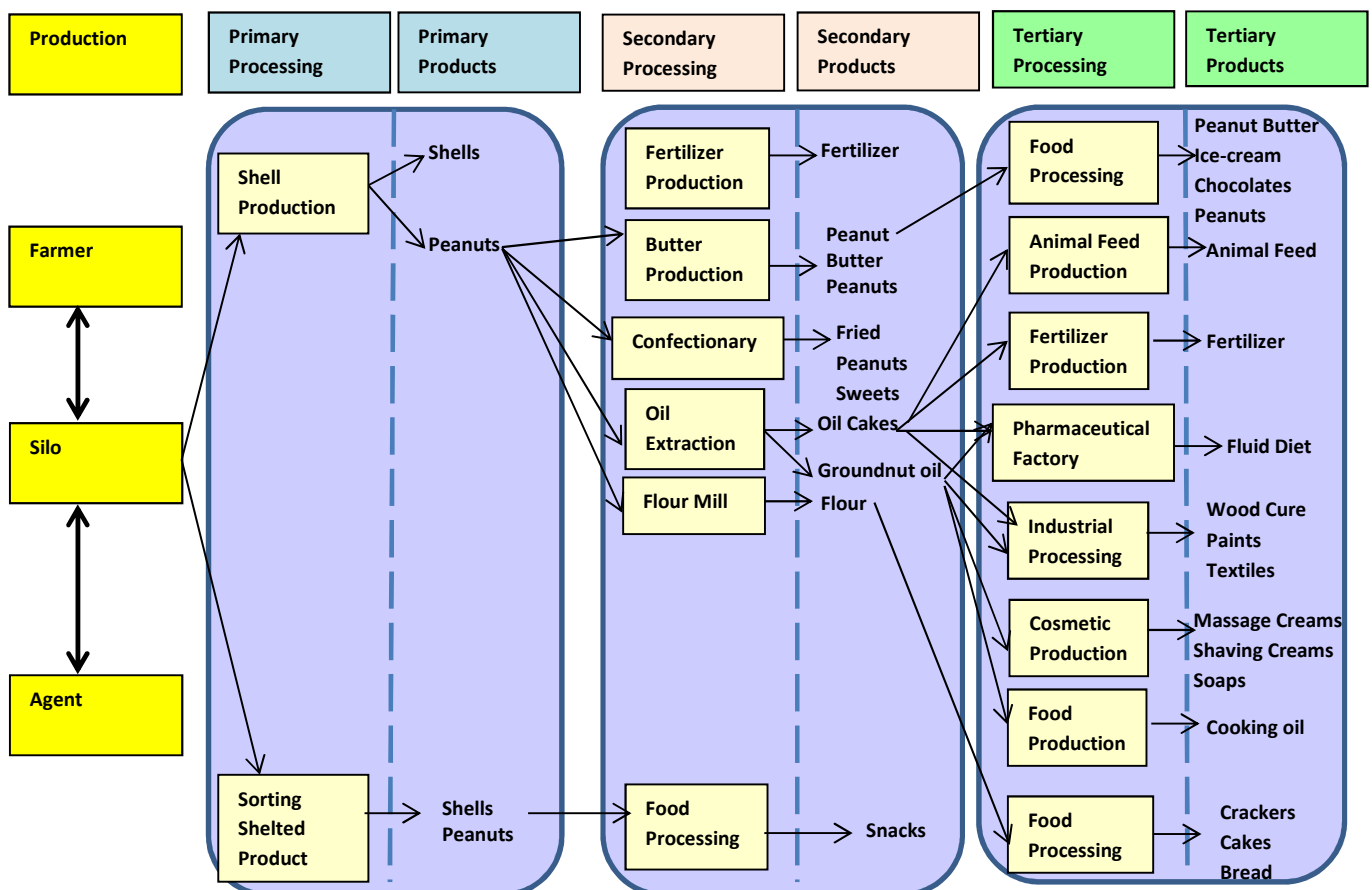 Production
Primary
Processing
Primary
Products
Secondary
Processing
Secondary
Products
Tertiary
Processing
Tertiary
Products
Farmer
Silo
Agent
Shell
Production
Sorting
Shelted
Product
Shells
Peanuts
Shells
Peanuts
Fertilizer
Production
Butter
Production
Confectionary
Oil
Extraction
Flour Mill
Food
Processing
Fertilizer
Peanut
Butter
Peanuts
Fried
Peanuts
Sweets
Oil Cakes
Groundnut oil
Flour
Snacks
Food
Processing
Animal Feed
Production
Fertilizer
Production
Pharmaceutical
Factory
Industrial
Processing
Cosmetic
Production
Food
Production
Food
Processing
Peanut Butter
Ice-cream
Chocolates
Peanuts
Animal Feed
Fertilizer
Fluid Diet
Wood Cure
Paints
Textiles
Massage Creams
Shaving Creams
Soaps
Cooking oil
Crackers
Cakes
Bread